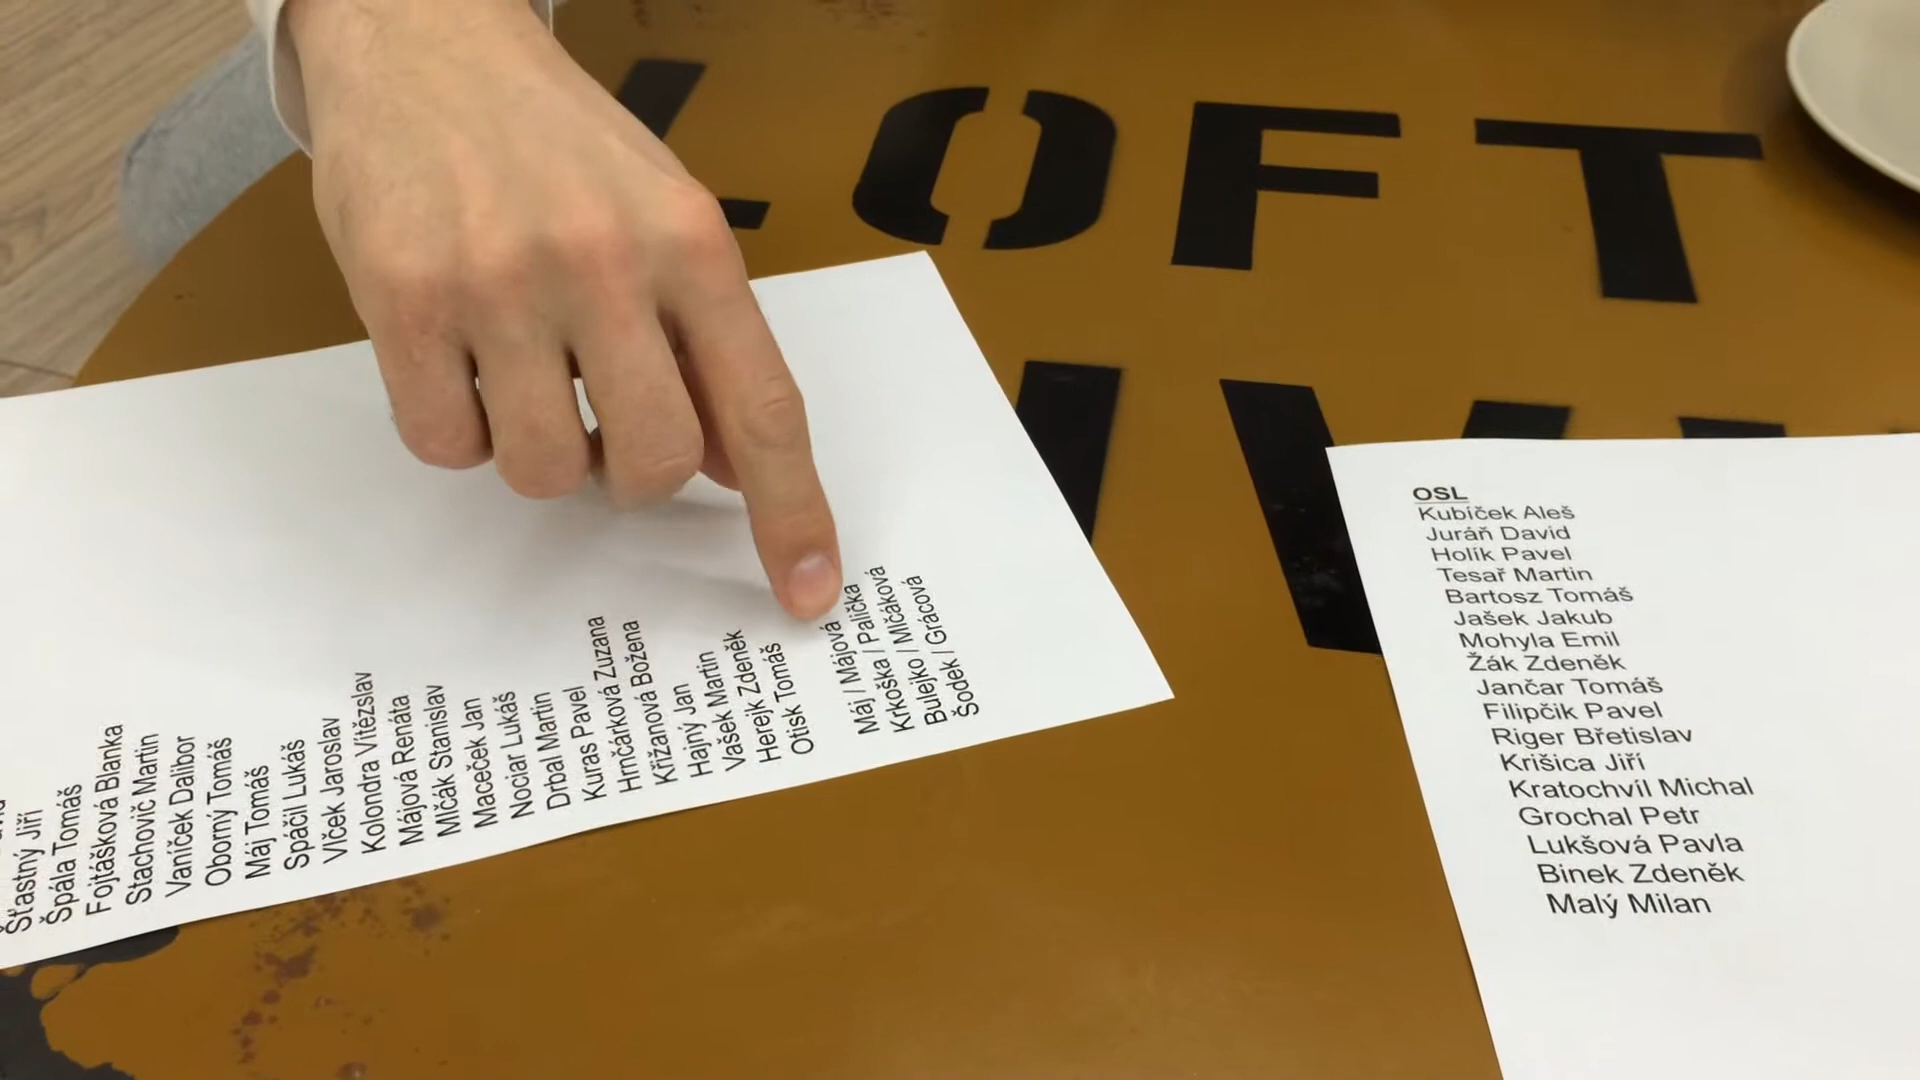 LOFT
Šťastný Jiří
Špála Tomáš
Fojtášková Blanka
Stachovič Martin
Vaníček Dalibor
Oborný Tomáš
Máj Tomáš
Spáčil Lukáš
Vlček Jaroslav
Kolondra Vítězslav
Májová Renáta
Mlčák Stanislav
Maceček Jan
Nociar Lukáš
Drbal Martin
Kuras Pavel
Hrnčárková Zuzana
Křižanová Božena
Hajný Jan
Vašek Martin
Herejk Zdeněk
Otisk Tomáš
Máj / Májová
Krkoška / Palička
Bulejko / Mlčáková
Šodek / Grácová
OSL
Kubíček Aleš
Juráň David
Holík Pavel
Tesař Martin
Bartosz Tomáš
Jašek Jakub
Mohyla Emil
Žák Zdeněk
Jančar Tomáš
Filipčik Pavel
Riger Břetislav
Krišica Jiří
Kratochvíl Michal
Grochal Petr
Lukšová Pavla
Binek Zdeněk
Malý Milan